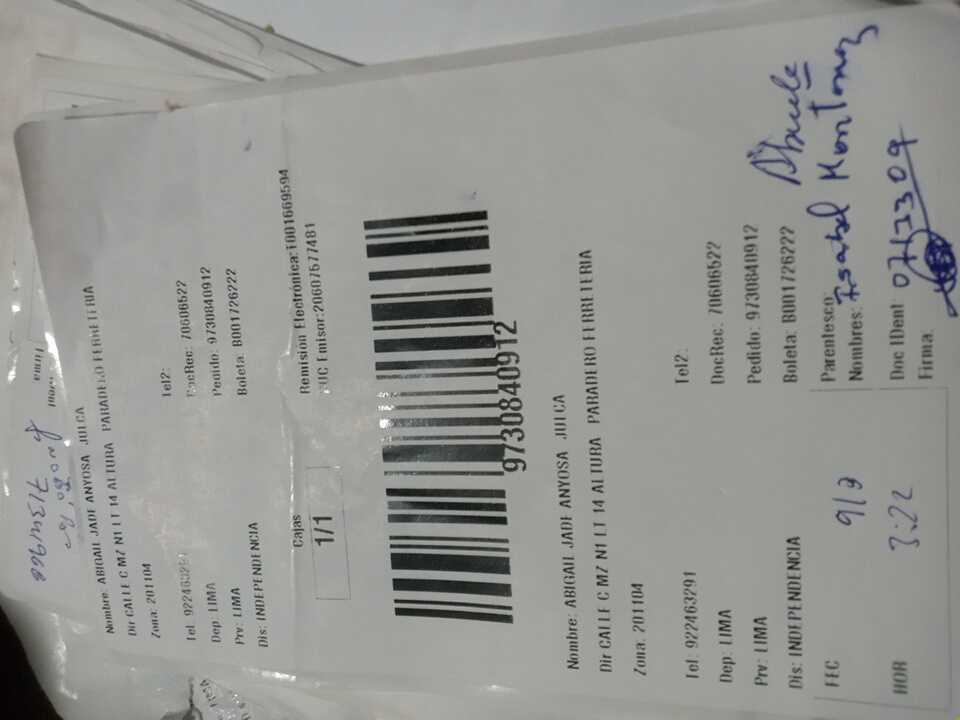 Nombre: ABIGAIL JADE ANYOSA JULCA
Dir CALLE C MZ N1 LT 14 ALTURA PARADERO FERRETERIA
Zona: 201104
Tel: 922463291 Tel2:
Dep: LIMA DocRec: 70606522
Prv: LIMA Pedido: 9730840912
Dis: INDEPENDENCIA Boleta: B001726222
Cajas Remisión Electrónica:T001669594
1/1 RUC Emisor:20607577481
9730840912
Nombre: ABIGAIL JADE ANYOSA JULCA
Dir CALLE C MZ N1 LT 14 ALTURA PARADERO FERRETERIA
Zona: 201104
Tel: 922463291 Tel2:
Dep: LIMA DocRec: 70606522
Prv: LIMA Pedido: 9730840912
Dis: INDEPENDENCIA Boleta: B001726222
FEC 9/3 Parentesco: Abuela
Nombres: Isabel Montoya
HOR 3:22 Doc IDent:
Firma: